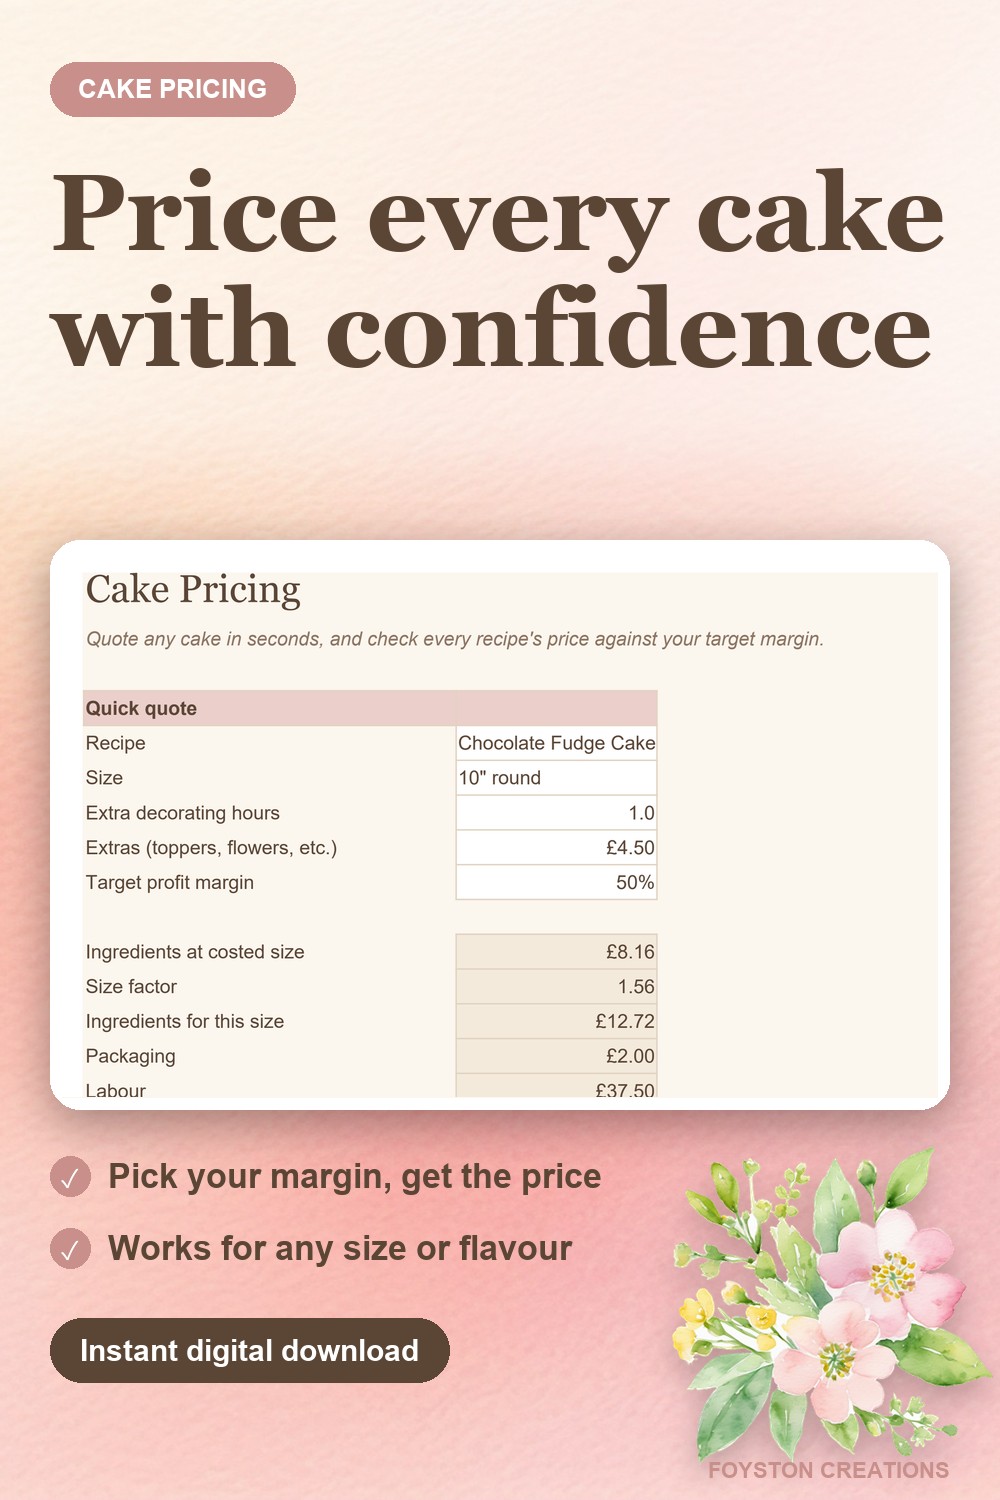 CAKE PRICING
Price every cake
with confidence
Cake Pricing
Quote any cake in seconds, and check every recipe's price against your target margin.
Quick quote
Recipe Chocolate Fudge Cake
Size 10" round
Extra decorating hours 1.0
Extras (toppers, flowers, etc.) £4.50
Target profit margin 50%
Ingredients at costed size £8.16
Size factor 1.56
Ingredients for this size £12.72
Packaging £2.00
Labour £37.50
✓ Pick your margin, get the price
✓ Works for any size or flavour
Instant digital download
FOYSTON CREATIONS